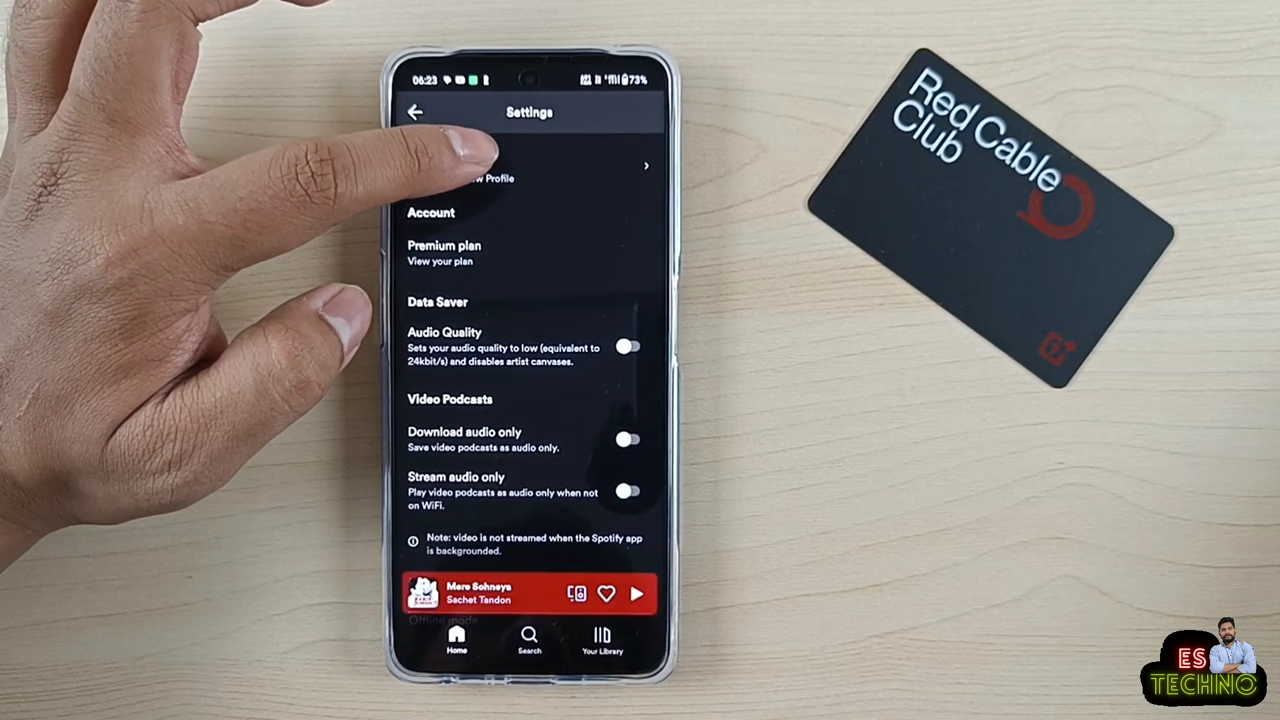 06:23
73%
Settings
Profile
Account
Premium plan
View your plan
Data Saver
Audio Quality
Sets your audio quality to low (equivalent to
24kbit/s) and disables artist canvases.
Video Podcasts
Download audio only
Save video podcasts as audio only.
Stream audio only
Play video podcasts as audio only when not
on WiFi.
Note: video is not streamed when the Spotify app
is backgrounded.
Mere Sohneya
Sachet Tandon
Offline mode
Home
Search
Your Library
Red Cable
Club
ES
TECHNO